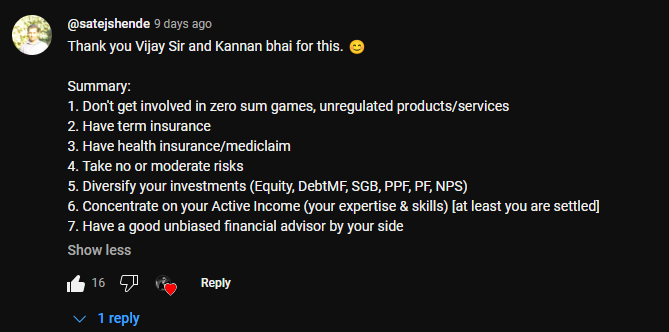 @satejshende 9 days ago
Thank you Vijay Sir and Kannan bhai for this. 😊
Summary:
1. Don't get involved in zero sum games, unregulated products/services
2. Have term insurance
3. Have health insurance/mediclaim
4. Take no or moderate risks
5. Diversify your investments (Equity, DebtMF, SGB, PPF, PF, NPS)
6. Concentrate on your Active Income (your expertise & skills) [at least you are settled]
7. Have a good unbiased financial advisor by your side
Show less
16 Reply
1 reply